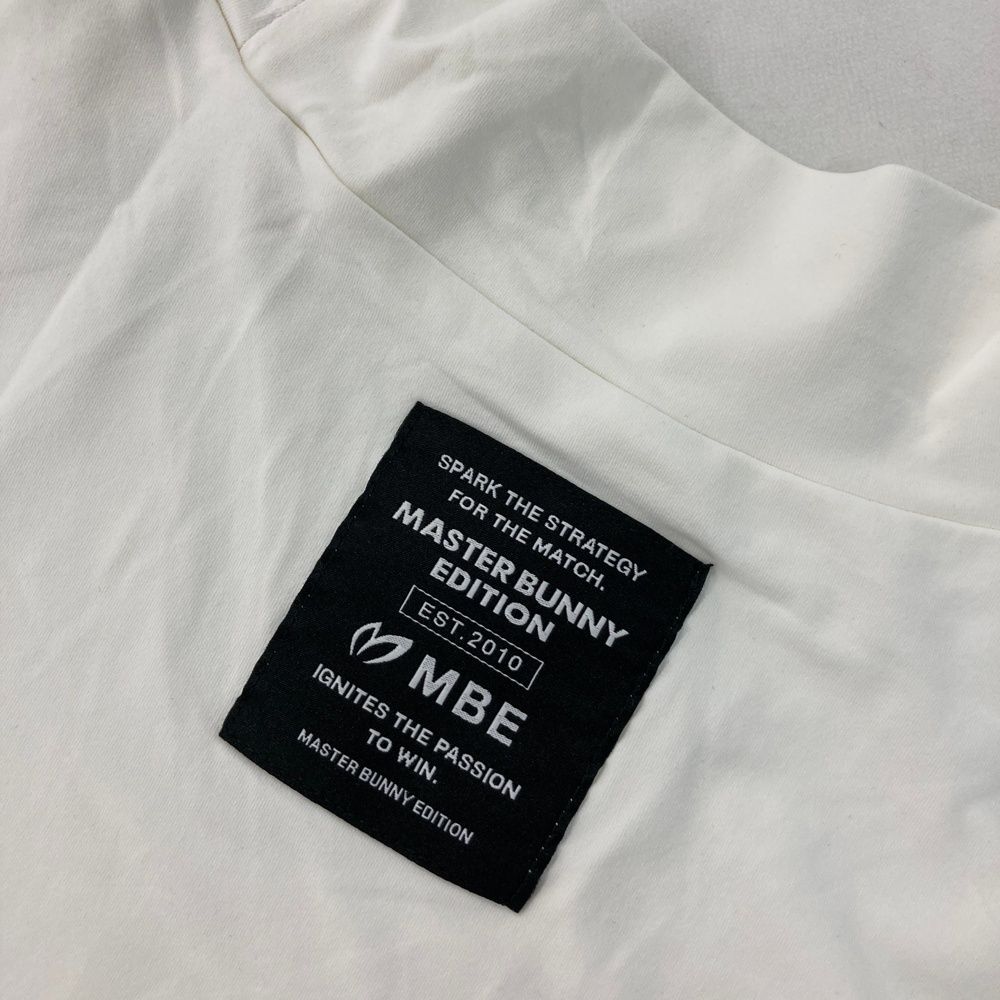 SPARK THE STRATEGY
FOR THE MATCH.
MASTER BUNNY
EDITION
EST. 2010
MBE
IGNITES THE PASSION
TO WIN.
MASTER BUNNY EDITION